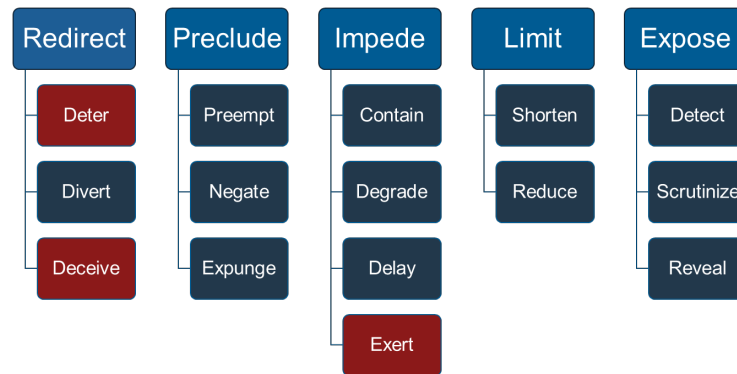 Redirect
Deter
Divert
Deceive
Preclude
Preempt
Negate
Expunge
Impede
Contain
Degrade
Delay
Exert
Limit
Shorten
Reduce
Expose
Detect
Scrutinize
Reveal